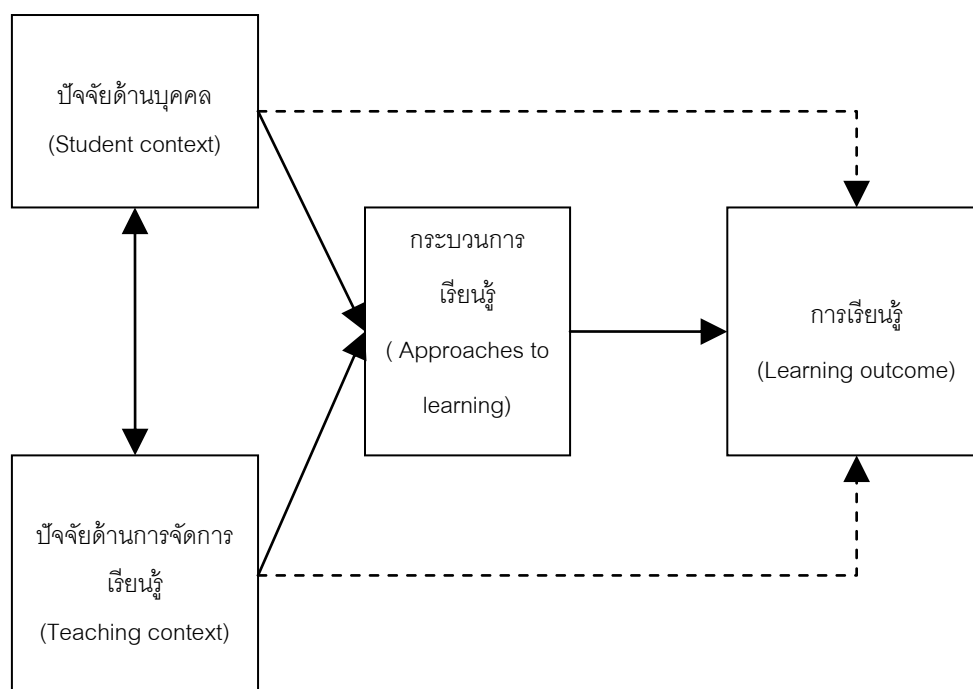 ปัจจัยด้านบุคคล
(Student context)
กระบวนการ
เรียนรู้
( Approaches to
learning)
การเรียนรู้
(Learning outcome)
ปัจจัยด้านการจัดการ
เรียนรู้
(Teaching context)